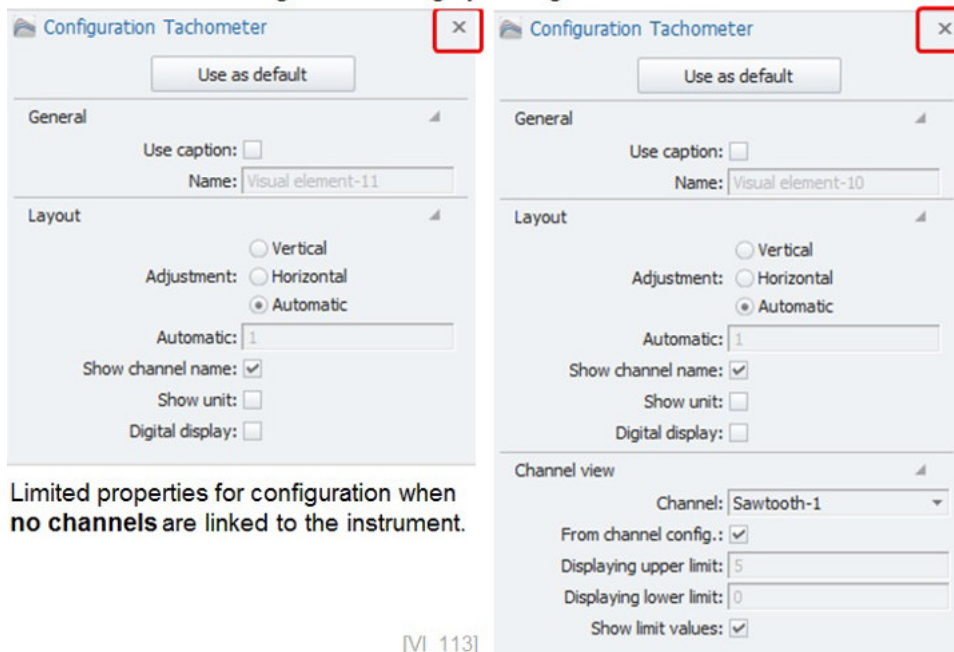 Configuration Tachometer
Use as default
General
Use caption:
Name: Visual element-11
Layout
Vertical
Adjustment: Horizontal
Automatic
Automatic: 1
Show channel name:
Show unit:
Digital display:
Limited properties for configuration when
no channels are linked to the instrument.
[VI_113]
Configuration Tachometer
Use as default
General
Use caption:
Name: Visual element-10
Layout
Vertical
Adjustment: Horizontal
Automatic
Automatic: 1
Show channel name:
Show unit:
Digital display:
Channel view
Channel: Sawtooth-1
From channel config.:
Displaying upper limit: 5
Displaying lower limit: 0
Show limit values: